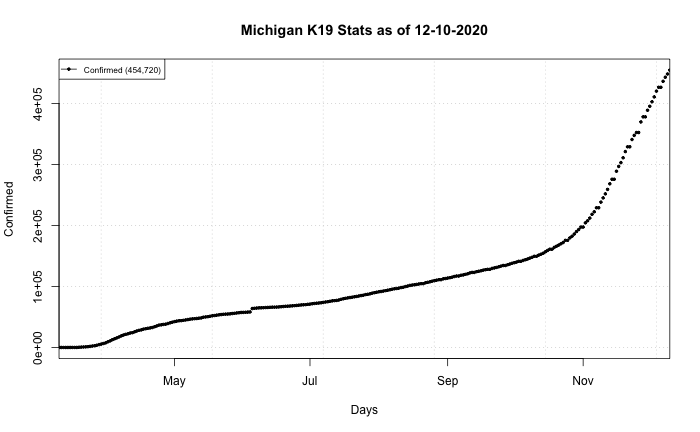 Michigan K19 Stats as of 12-10-2020
Confirmed (454,720)
4e+05
3e+05
2e+05
1e+05
0e+00
Confirmed
May Jul Sep Nov
Days